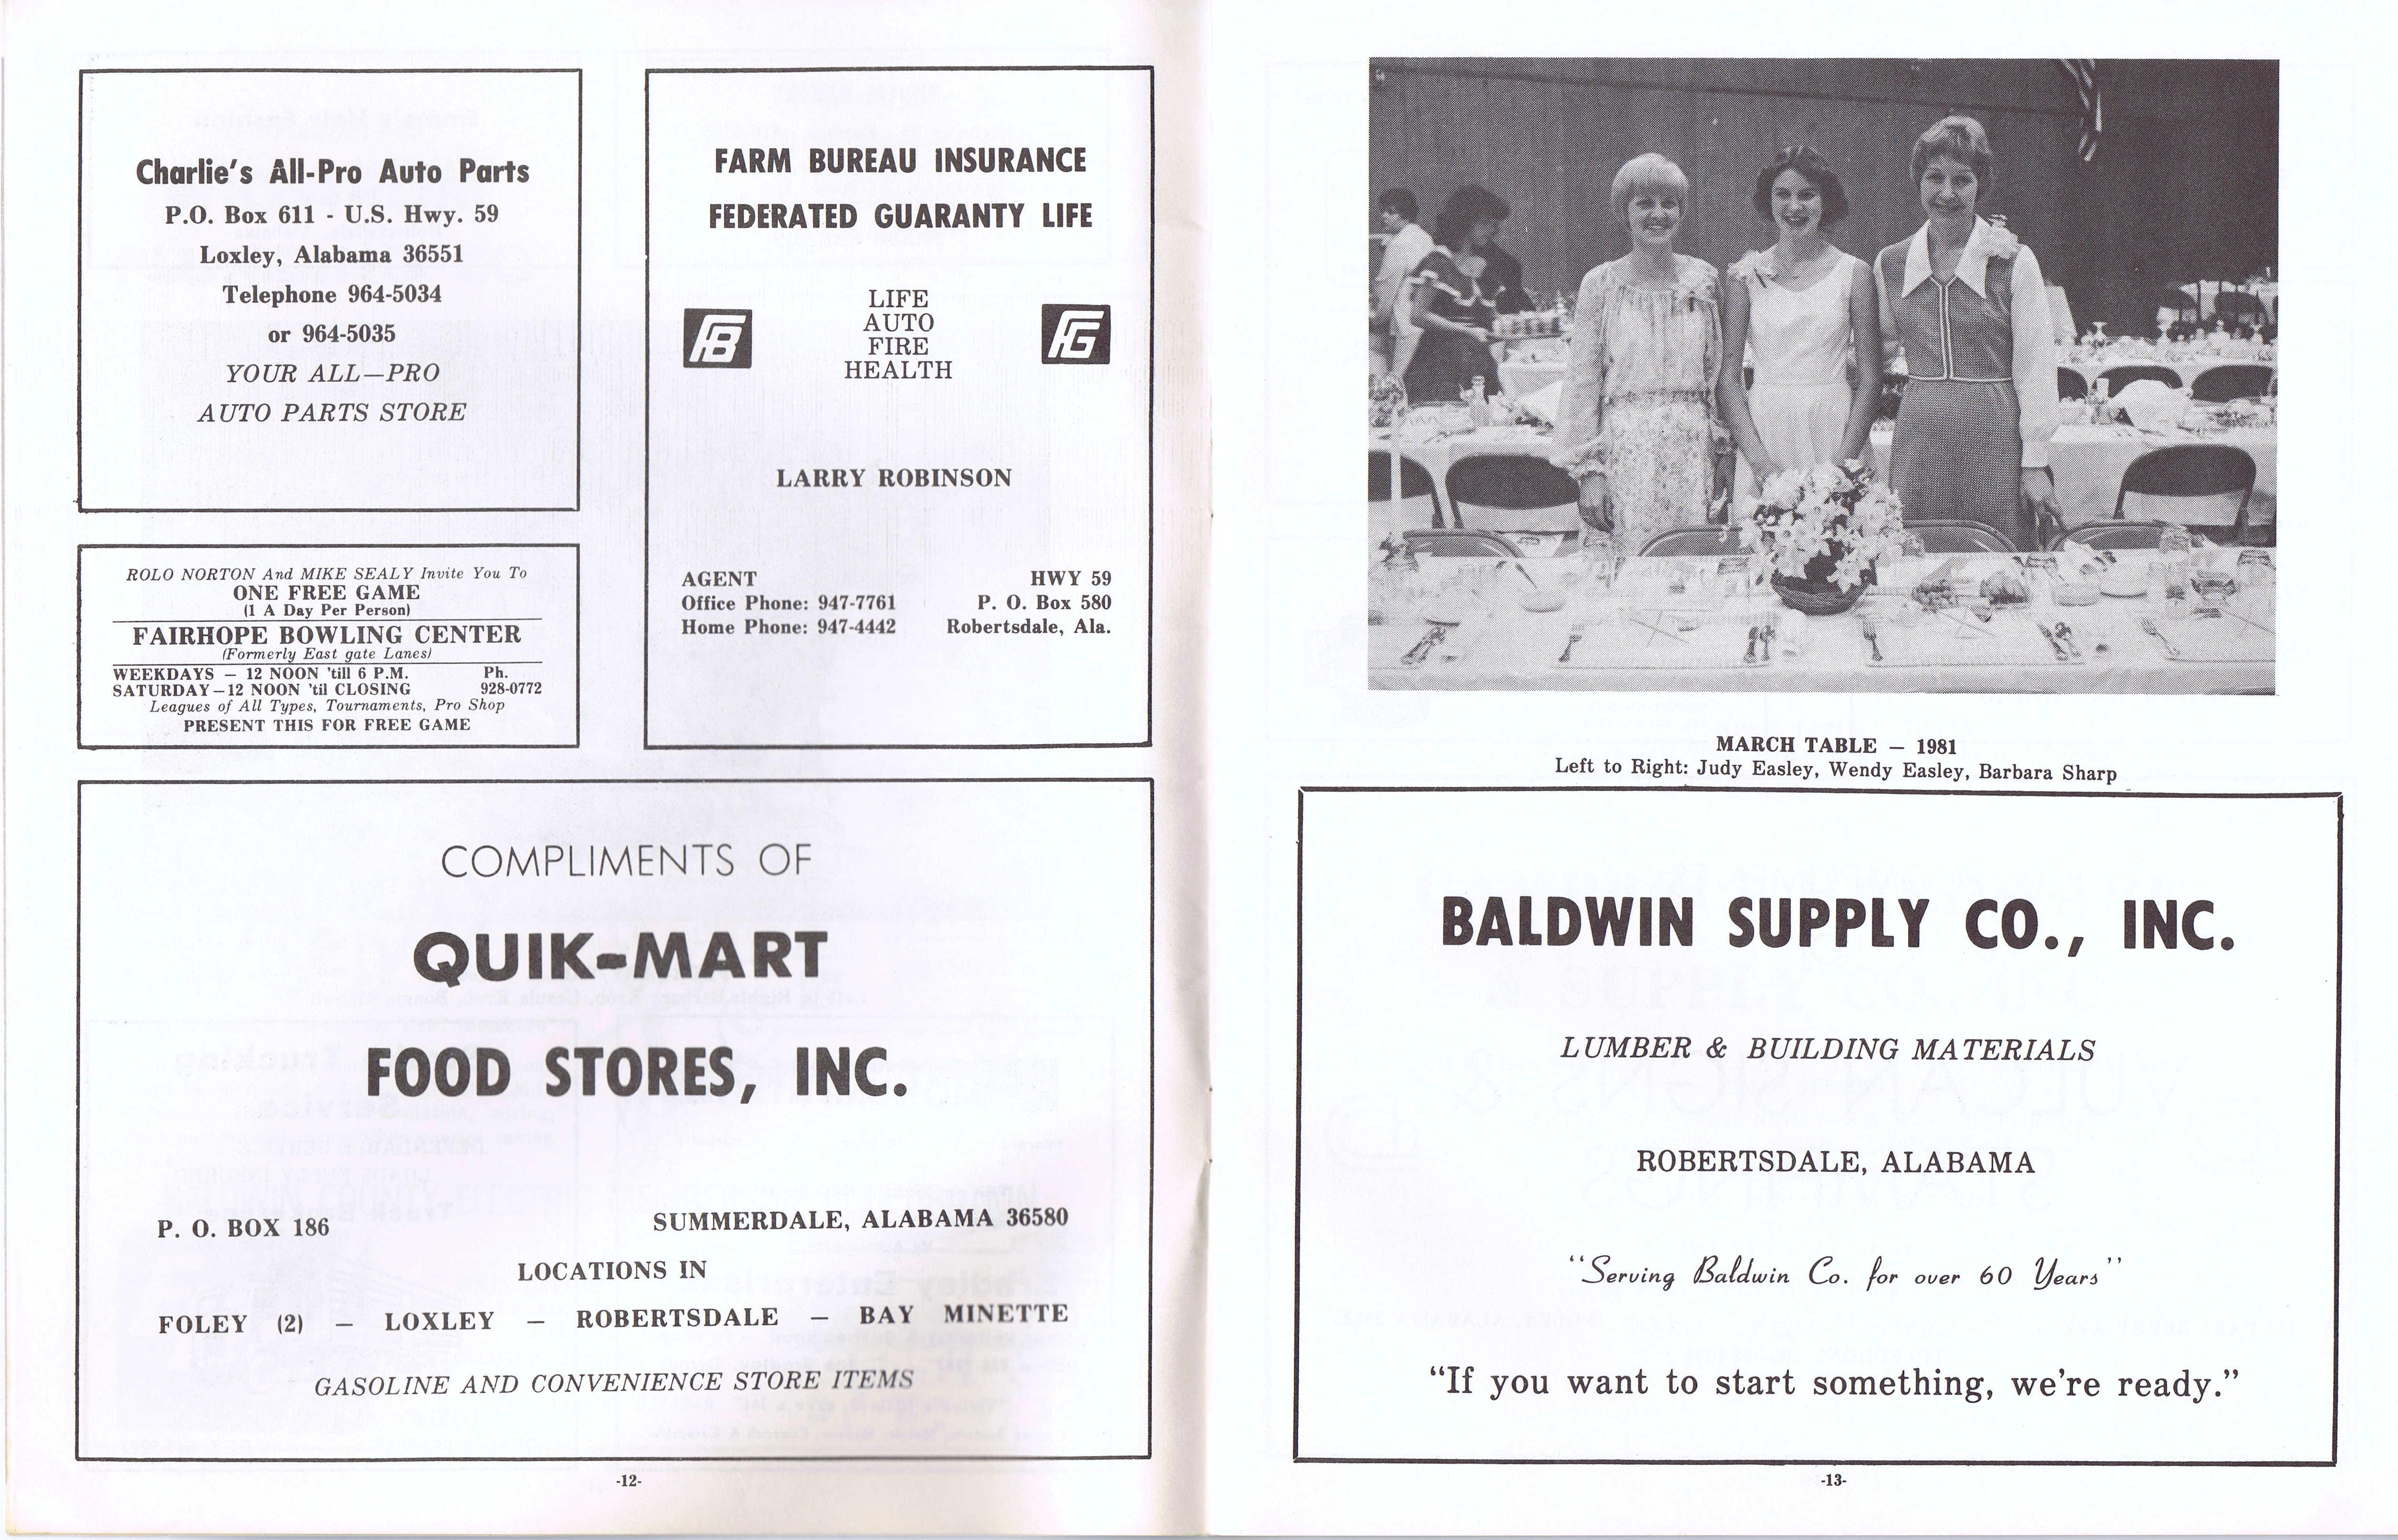 Charlie's All-Pro Auto Parts
P.O. Box 611 - U.S. Hwy. 59
Loxley, Alabama 36551
Telephone 964-5034
or 964-5035
YOUR ALL—PRO
AUTO PARTS STORE
ROLO NORTON And MIKE SEALY Invite You To
ONE FREE GAME
(1 A Day Per Person)
FAIRHOPE BOWLING CENTER
(Formerly East gate Lanes)
WEEKDAYS — 12 NOON 'till 6 P.M. Ph.
SATURDAY—12 NOON 'til CLOSING 928-0772
Leagues of All Types, Tournaments, Pro Shop
PRESENT THIS FOR FREE GAME
FARM BUREAU INSURANCE
FEDERATED GUARANTY LIFE
FB
LIFE
AUTO
FIRE
HEALTH
FG
LARRY ROBINSON
AGENT HWY 59
Office Phone: 947-7761 P. O. Box 580
Home Phone: 947-4442 Robertsdale, Ala.
COMPLIMENTS OF
QUIK-MART
FOOD STORES, INC.
P. O. BOX 186 SUMMERDALE, ALABAMA 36580
LOCATIONS IN
FOLEY (2) — LOXLEY — ROBERTSDALE — BAY MINETTE
GASOLINE AND CONVENIENCE STORE ITEMS
-12-
MARCH TABLE — 1981
Left to Right: Judy Easley, Wendy Easley, Barbara Sharp
BALDWIN SUPPLY CO., INC.
LUMBER & BUILDING MATERIALS
ROBERTSDALE, ALABAMA
"Serving Baldwin Co. for over 60 Years"
"If you want to start something, we're ready."
-13-